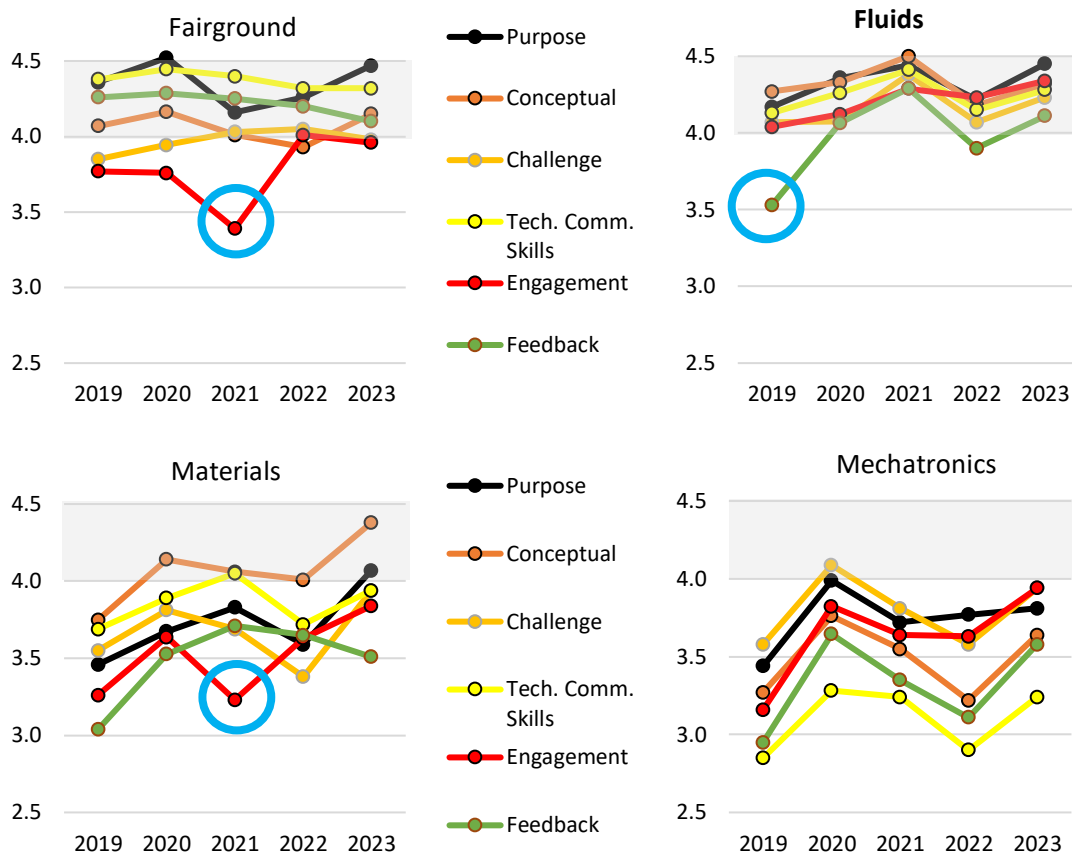 Fairground
4.5
4.0
3.5
3.0
2.5
2019 2020 2021 2022 2023
Purpose
Conceptual
Challenge
Tech. Comm.
Skills
Engagement
Feedback
Fluids
4.5
4.0
3.5
3.0
2.5
2019 2020 2021 2022 2023
Materials
4.5
4.0
3.5
3.0
2.5
2019 2020 2021 2022 2023
Purpose
Conceptual
Challenge
Tech. Comm.
Skills
Engagement
Feedback
Mechatronics
4.5
4.0
3.5
3.0
2.5
2019 2020 2021 2022 2023